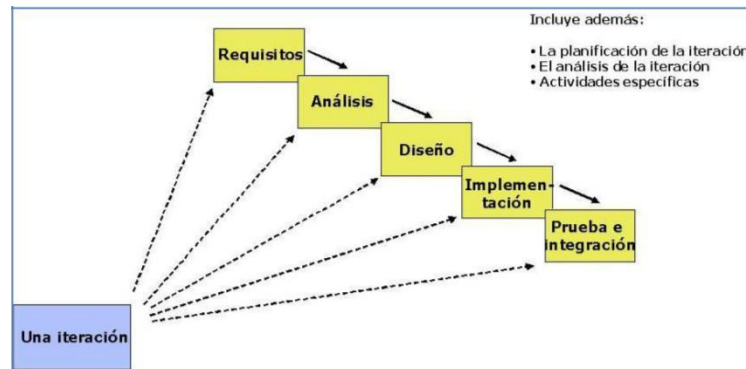 Incluye además:
• La planificación de la iteración
• El análisis de la iteración
• Actividades específicas
Requisitos
Análisis
Diseño
Implemen-
tación
Prueba e
integración
Una iteración